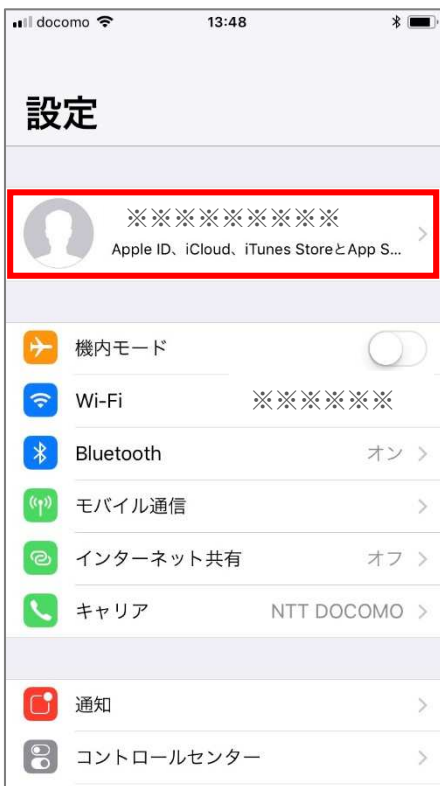 docomo 13:48
設定
※※※※※※※※※
Apple ID、iCloud、iTunes StoreとApp S...
機内モード
Wi-Fi ※※※※※※
Bluetooth オン
モバイル通信
インターネット共有 オフ
キャリア NTT DOCOMO
通知
コントロールセンター